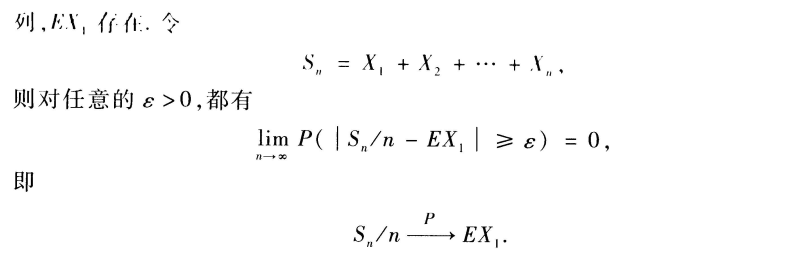 列,EX₁ 存在. 令
Sₙ = X₁ + X₂ + ⋯ + Xₙ,
则对任意的 ε>0,都有
lim_{n→∞} P(|Sₙ/n - EX₁| ⩾ ε) = 0,
即
Sₙ/n \xrightarrow{P} EX₁.